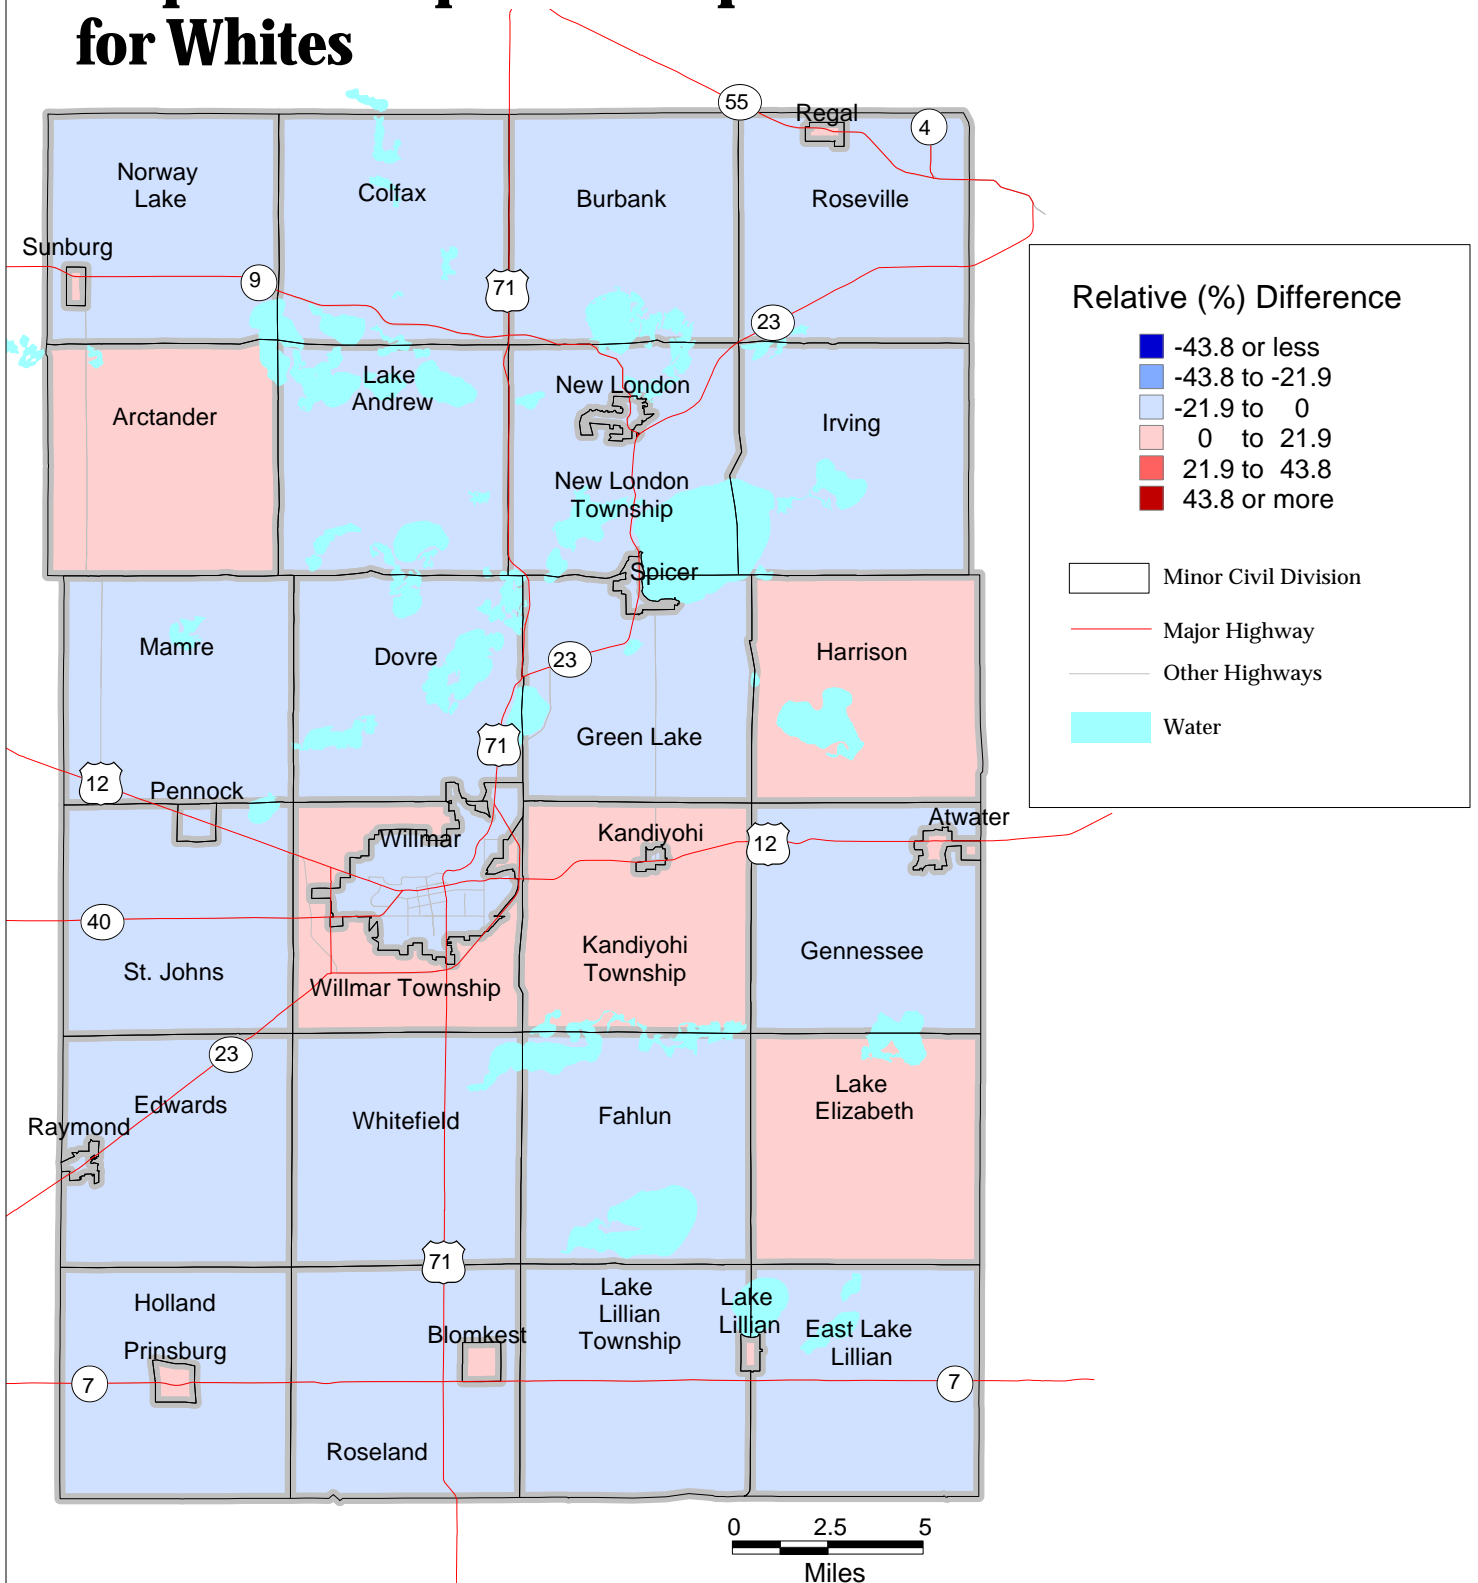 for Whites
55
Regal
4
Norway
Lake
Colfax
Burbank
Roseville
Sunburg
9
71
23
Relative (%) Difference
-43.8 or less
-43.8 to -21.9
-21.9 to 0
0 to 21.9
21.9 to 43.8
43.8 or more
Minor Civil Division
Major Highway
Other Highways
Water
Lake
Andrew
New London
Arctander
Irving
New London
Township
Spicer
Mamre
Dovre
23
Harrison
71
Green Lake
12
Pennock
Willmar
Kandiyohi
12
Atwater
40
St. Johns
Willmar Township
Kandiyohi
Township
Gennessee
23
Edwards
Raymond
Whitefield
Fahlun
Lake
Elizabeth
71
Holland
Prinsburg
Blomkest
Lake
Lillian
Township
Lake
Lillian
East Lake
Lillian
7
7
Roseland
0 2.5 5
Miles